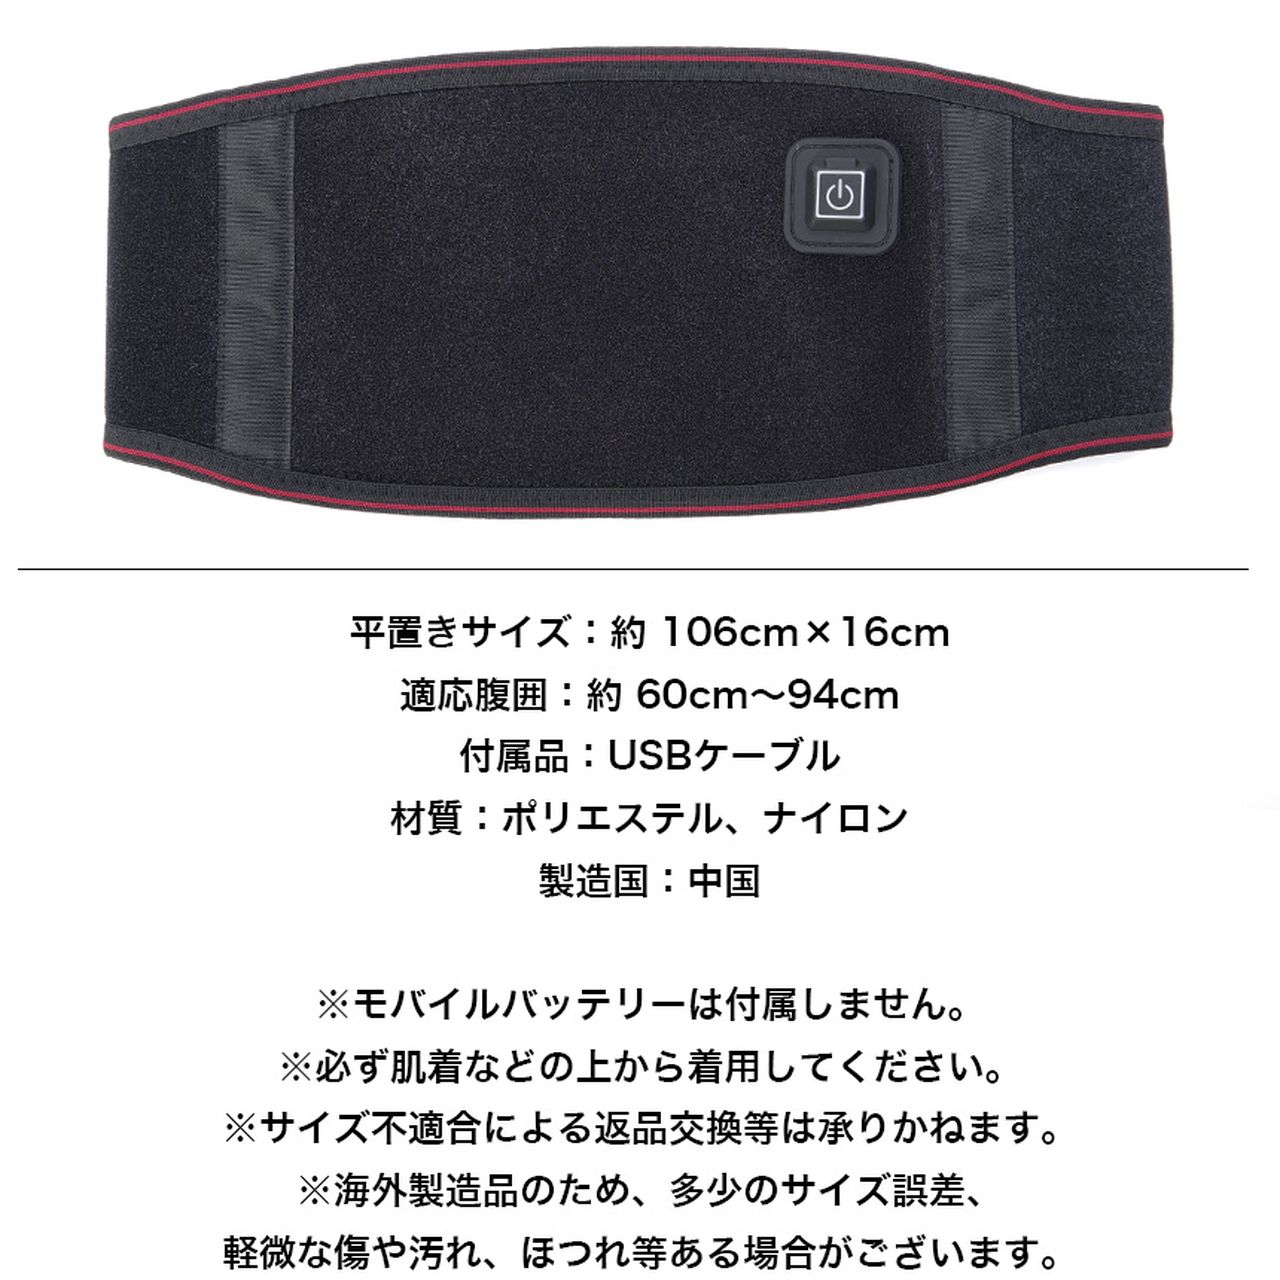 平置きサイズ：約 106cm×16cm
適応腹囲：約 60cm〜94cm
付属品：USBケーブル
材質：ポリエステル、ナイロン
製造国：中国
※モバイルバッテリーは付属しません。
※必ず肌着などの上から着用してください。
※サイズ不適合による返品交換等は承りかねます。
※海外製造品のため、多少のサイズ誤差、
軽微な傷や汚れ、ほつれ等ある場合がございます。